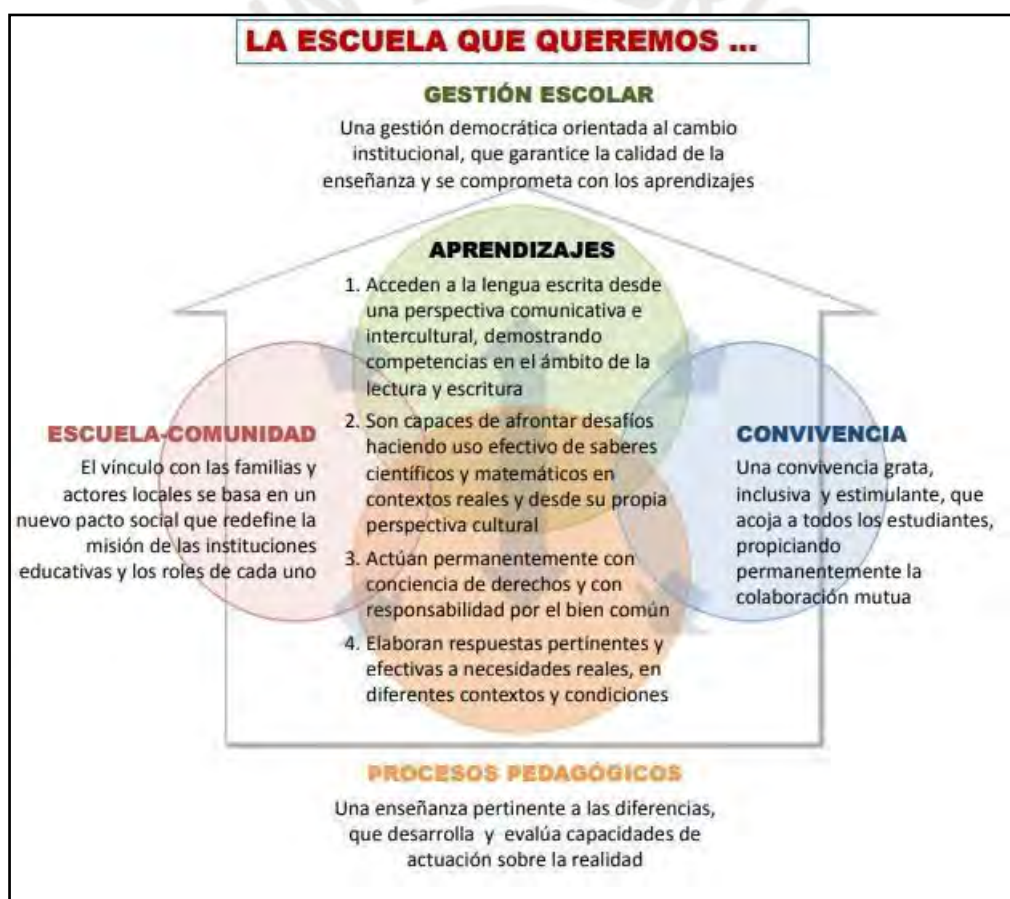 LA ESCUELA QUE QUEREMOS ...
GESTIÓN ESCOLAR
Una gestión democrática orientada al cambio
institucional, que garantice la calidad de la
enseñanza y se comprometa con los aprendizajes
APRENDIZAJES
1. Acceden a la lengua escrita desde
una perspectiva comunicativa e
intercultural, demostrando
competencias en el ámbito de la
lectura y escritura
2. Son capaces de afrontar desafíos
haciendo uso efectivo de saberes
científicos y matemáticos en
contextos reales y desde su propia
perspectiva cultural
3. Actúan permanentemente con
conciencia de derechos y con
responsabilidad por el bien común
4. Elaboran respuestas pertinentes y
efectivas a necesidades reales, en
diferentes contextos y condiciones
ESCUELA-COMUNIDAD
El vínculo con las familias y
actores locales se basa en un
nuevo pacto social que redefine la
misión de las instituciones
educativas y los roles de cada uno
CONVIVENCIA
Una convivencia grata,
inclusiva y estimulante, que
acoja a todos los estudiantes,
propiciando
permanentemente la
colaboración mutua
PROCESOS PEDAGÓGICOS
Una enseñanza pertinente a las diferencias,
que desarrolla y evalúa capacidades de
actuación sobre la realidad